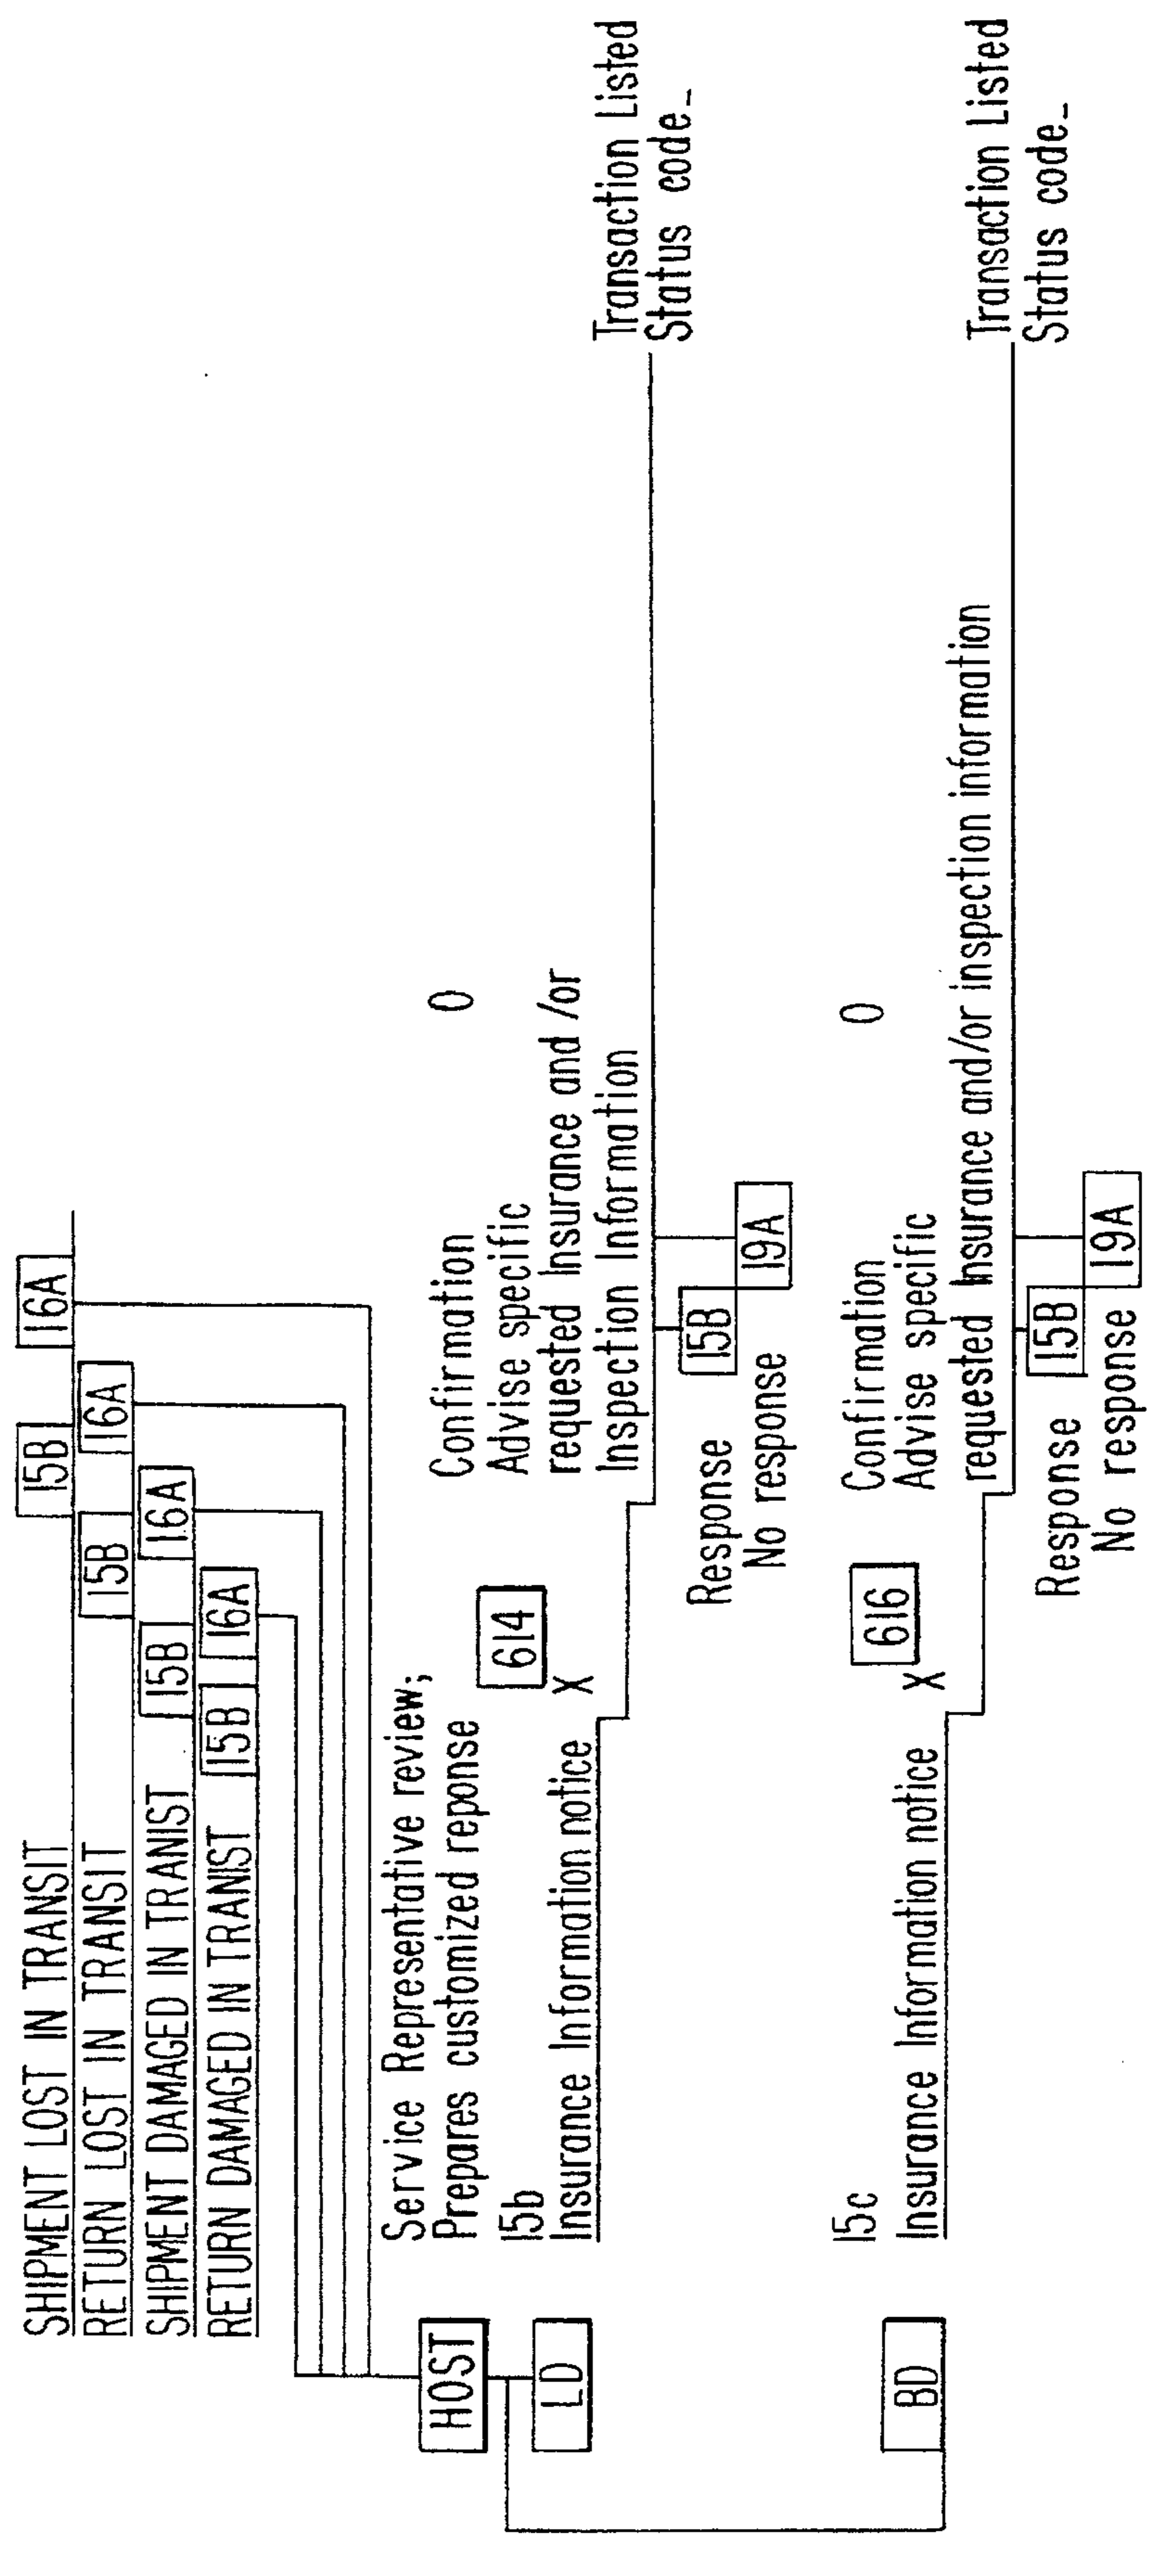 SHIPMENT LOST IN TRANSIT 15B 16A
RETURN LOST IN TRANSIT 15B 16A
SHIPMENT DAMAGED IN TRANIST 15B 16A
RETURN DAMAGED IN TRANIST 15B 16A
HOST
Service Representative review;
Prepares customized reponse
LD
15b
Insurance Information notice
614
X
Confirmation
O
Advise specific
requested Insurance and /or
Inspection Information
Transaction Listed
Status code_
Response 15B
No response 19A
BD
15c
Insurance Information notice
616
X
Confirmation
O
Advise specific
requested Insurance and/or inspection information
Transaction Listed
Status code_
Response 15B
No response 19A